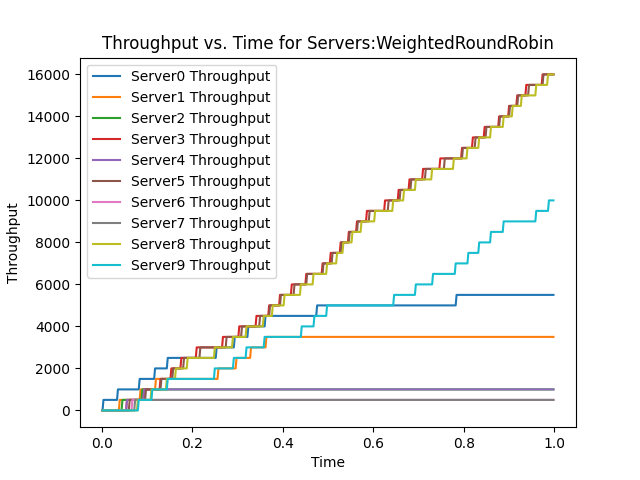 Throughput vs. Time for Servers:WeightedRoundRobin
Throughput
16000
14000
12000
10000
8000
6000
4000
2000
0
Server0 Throughput
Server1 Throughput
Server2 Throughput
Server3 Throughput
Server4 Throughput
Server5 Throughput
Server6 Throughput
Server7 Throughput
Server8 Throughput
Server9 Throughput
0.0 0.2 0.4 0.6 0.8 1.0
Time